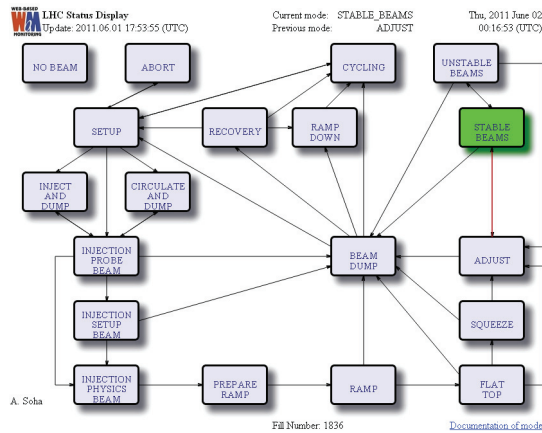 WEB-BASED
WM
MONITORING
LHC Status Display
Update: 2011.06.01 17:53:55 (UTC)
Current mode: STABLE_BEAMS
Previous mode: ADJUST
Thu, 2011 June 02
00:16:53 (UTC)
NO BEAM
ABORT
CYCLING
UNSTABLE
BEAMS
SETUP
RECOVERY
RAMP
DOWN
STABLE
BEAMS
INJECT
AND
DUMP
CIRCULATE
AND
DUMP
INJECTION
PROBE
BEAM
BEAM
DUMP
ADJUST
INJECTION
SETUP
BEAM
SQUEEZE
INJECTION
PHYSICS
BEAM
PREPARE
RAMP
RAMP
FLAT
TOP
A. Soha
Fill Number: 1836
Documentation of mode